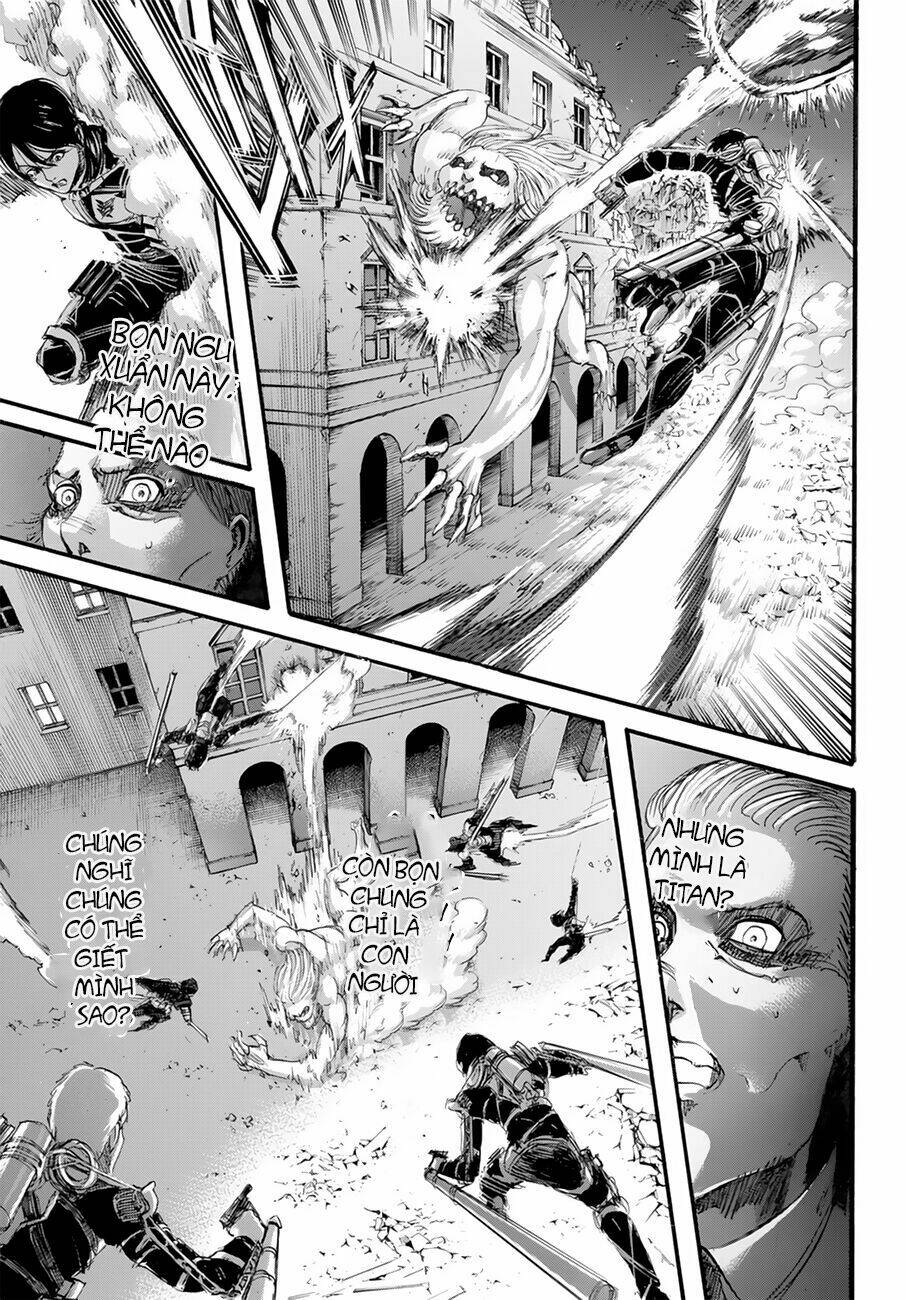 BỌN NGU
XUẨN NÀY,
KHÔNG
THỂ NÀO
NHƯNG
MÌNH LÀ
TITAN?
CÒN BỌN
CHÚNG
CHỈ LÀ
CON
NGƯỜI
CHÚNG
NGHĨ
CHÚNG
CÓ THỂ
GIẾT
MÌNH
SAO?